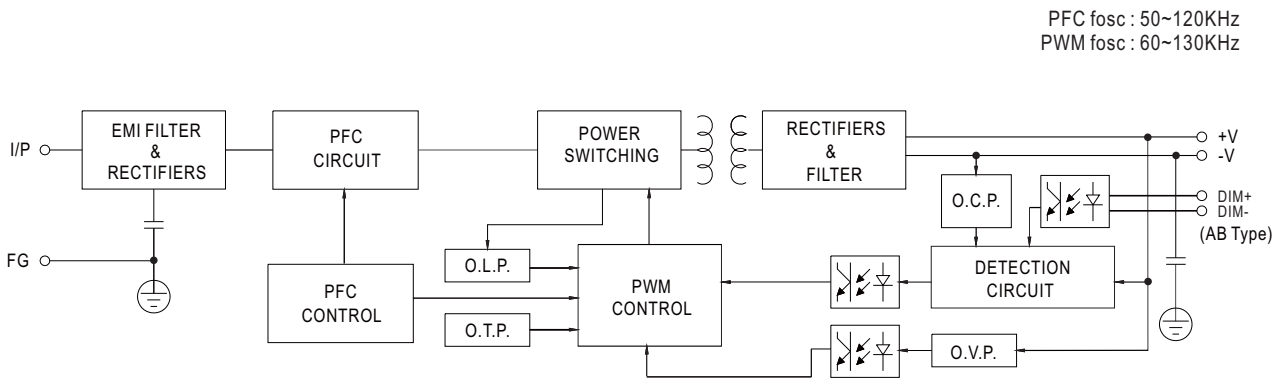 PFC fosc : 50~120KHz
PWM fosc : 60~130KHz
I/P
EMI FILTER
&
RECTIFIERS
PFC
CIRCUIT
POWER
SWITCHING
RECTIFIERS
&
FILTER
+V
-V
O.C.P.
DIM+
DIM-
(AB Type)
FG
O.L.P.
PFC
CONTROL
O.T.P.
PWM
CONTROL
DETECTION
CIRCUIT
O.V.P.